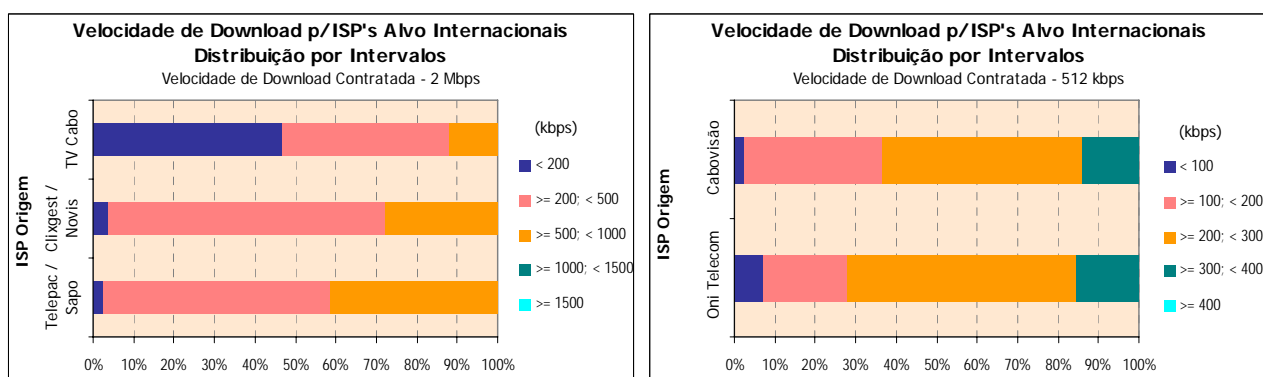 Velocidade de Download p/ISP's Alvo Internacionais
Distribuição por Intervalos
Velocidade de Download Contratada - 2 Mbps
ISP Origem
TV Cabo
Clixgest /
Novis
Telepac /
Sapo
0% 10% 20% 30% 40% 50% 60% 70% 80% 90% 100%
(kbps)
< 200
>= 200; < 500
>= 500; < 1000
>= 1000; < 1500
>= 1500
Velocidade de Download p/ISP's Alvo Internacionais
Distribuição por Intervalos
Velocidade de Download Contratada - 512 kbps
ISP Origem
Cabovisão
Oni Telecom
0% 10% 20% 30% 40% 50% 60% 70% 80% 90% 100%
(kbps)
< 100
>= 100; < 200
>= 200; < 300
>= 300; < 400
>= 400